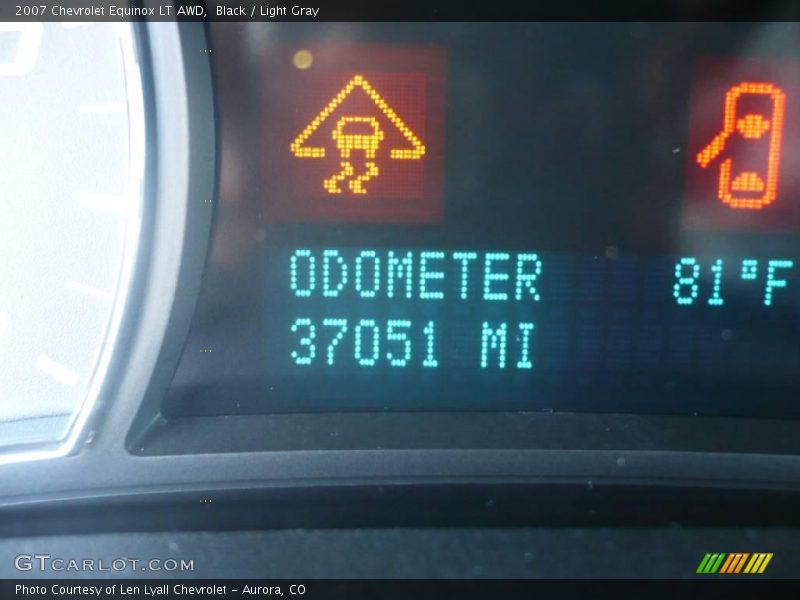 2007 Chevrolet Equinox LT AWD, Black / Light Gray
ODOMETER 81°F
37051 MI
GTCARLOT.COM
Photo Courtesy of Len Lyall Chevrolet - Aurora, CO